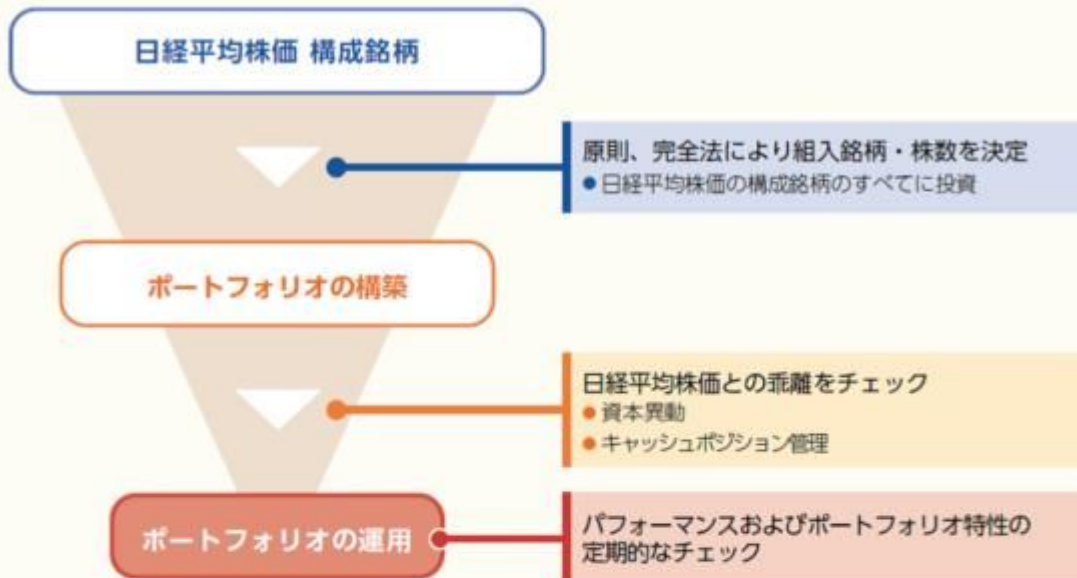 日経平均株価 構成銘柄
原則、完全法により組入銘柄・株数を決定
●日経平均株価の構成銘柄のすべてに投資
ポートフォリオの構築
日経平均株価との乖離をチェック
●資本異動
●キャッシュポジション管理
ポートフォリオの運用
パフォーマンスおよびポートフォリオ特性の
定期的なチェック